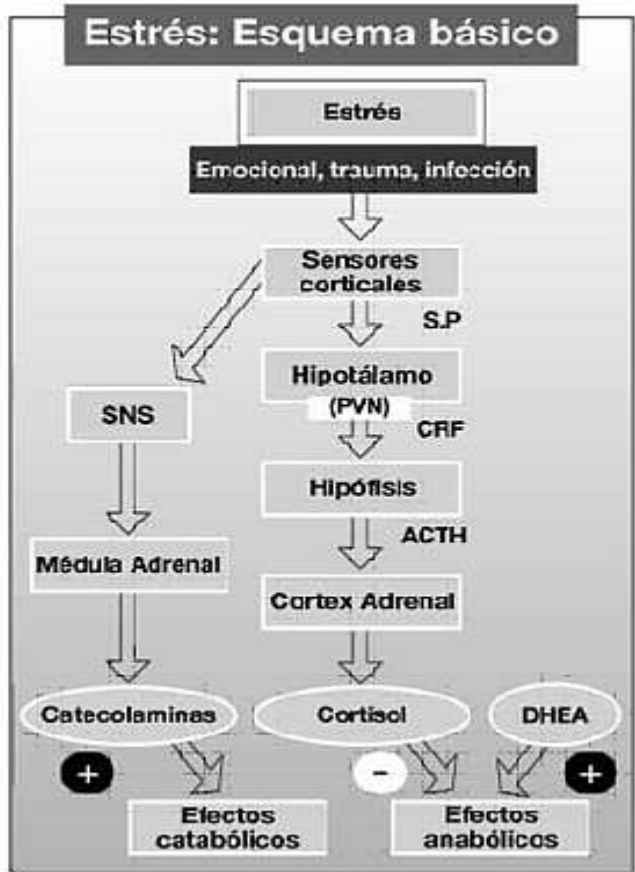 Estrés: Esquema básico
Estrés
Emocional, trauma, infección
Sensores
corticales
S.P
Hipotálamo
(PVN)
SNS
CRF
Hipófisis
ACTH
Médula Adrenal
Cortex Adrenal
Catecolaminas
Cortisol
DHEA
+
-
+
Efectos
catabólicos
Efectos
anabólicos